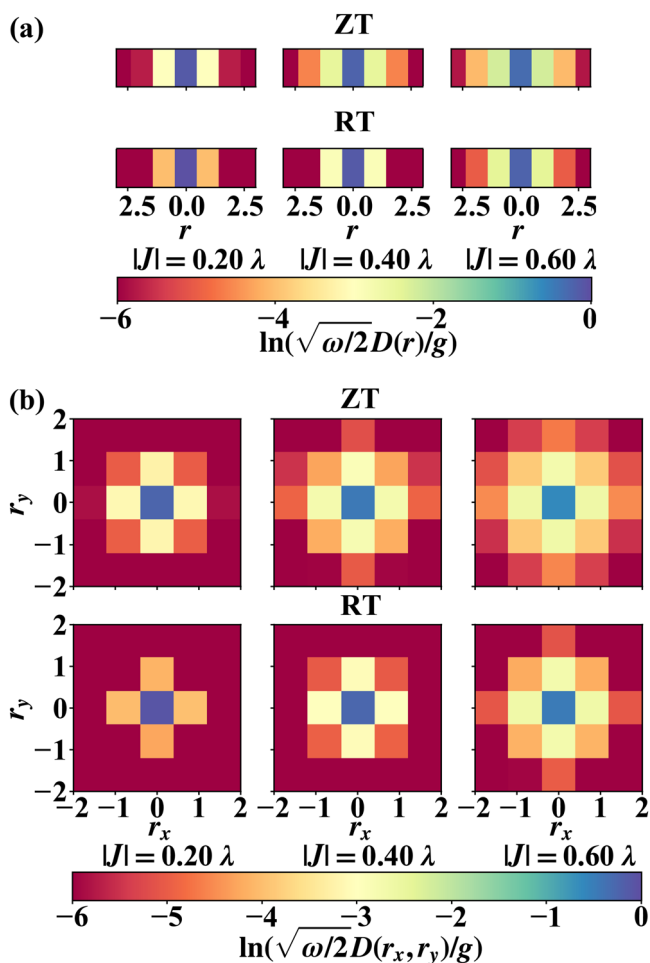 (a)
ZT
RT
2.5 0.0 2.5 2.5 0.0 2.5 2.5 0.0 2.5
r r r
|J| = 0.20 λ |J| = 0.40 λ |J| = 0.60 λ
−6 −4 −2 0
ln(√ω/2D(r)/g)
(b)
ZT
2
1
0
−1
−2
r_y
RT
2
1
0
−1
−2
r_y
−2 −1 0 1 2 −2 −1 0 1 2 −2 −1 0 1 2
r_x r_x r_x
|J| = 0.20 λ |J| = 0.40 λ |J| = 0.60 λ
−6 −5 −4 −3 −2 −1 0
ln(√ω/2D(r_x, r_y)/g)